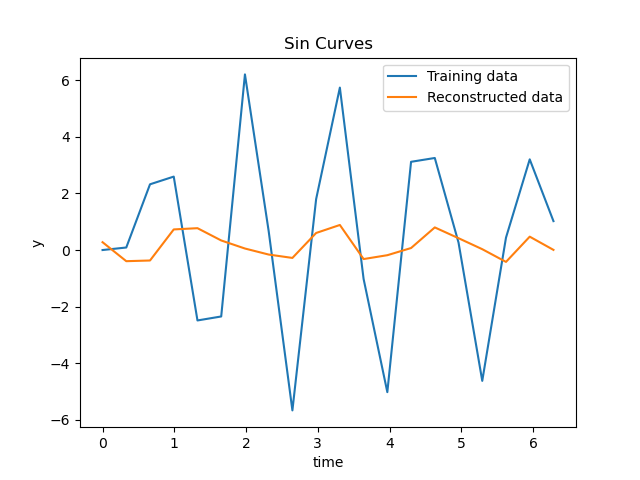 Sin Curves
Training data
Reconstructed data
y
6
4
2
0
−2
−4
−6
0 1 2 3 4 5 6
time